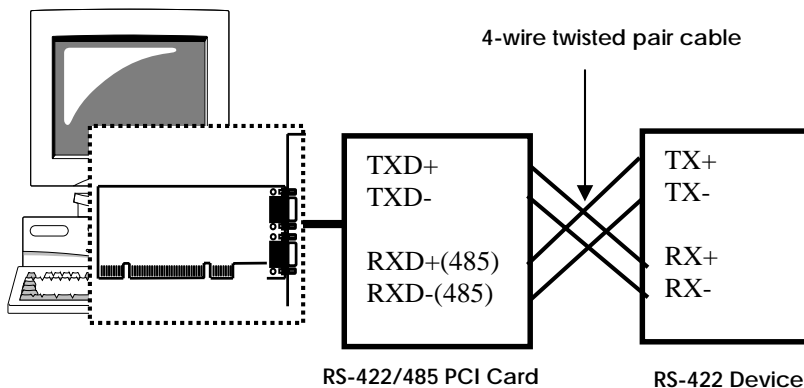 4-wire twisted pair cable
TXD+
TXD-
RXD+(485)
RXD-(485)
TX+
TX-
RX+
RX-
RS-422/485 PCI Card
RS-422 Device